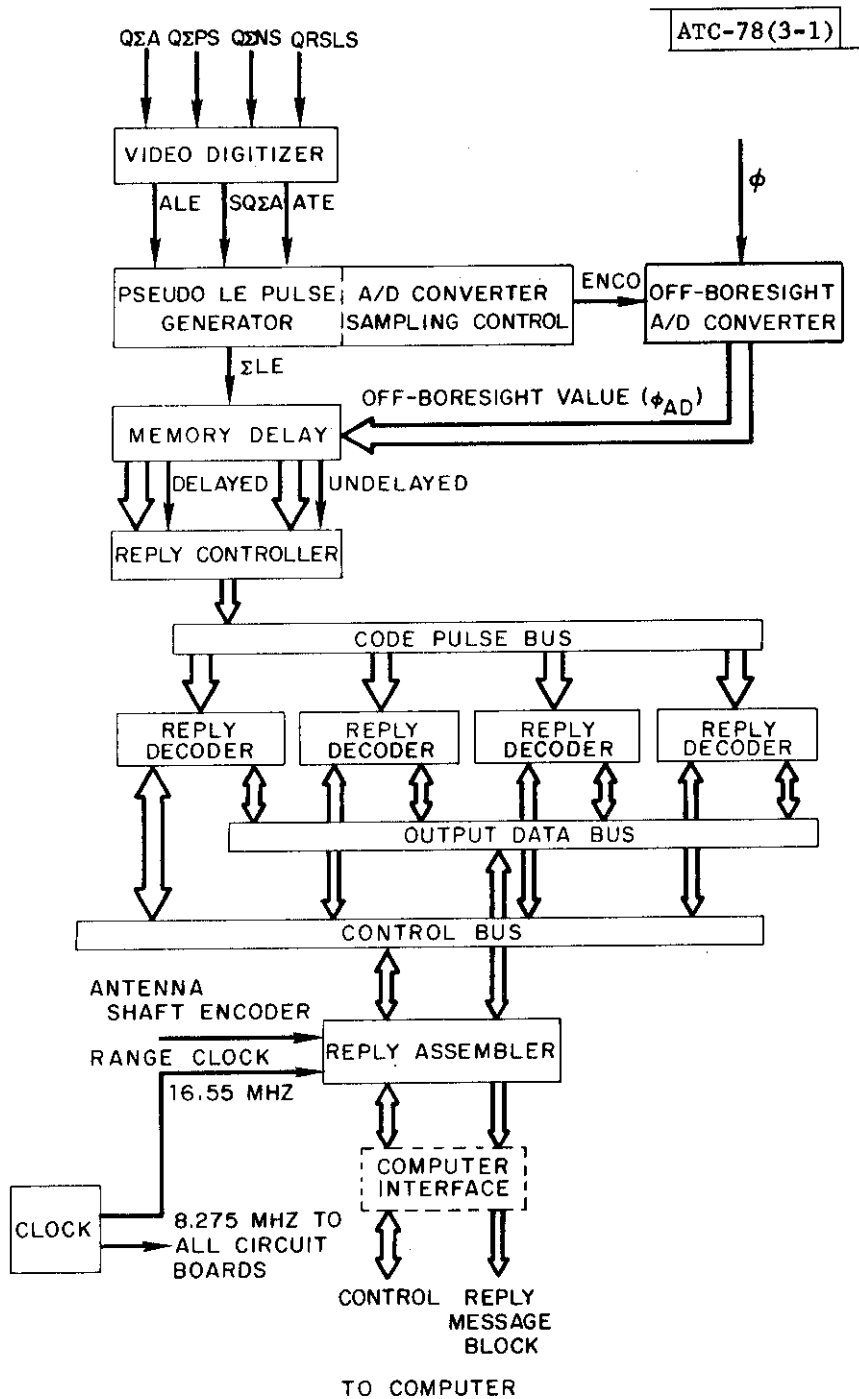 ATC-78(3-1)
QΣA QΣPS QΣNS QRSLS
VIDEO DIGITIZER
ϕ
ALE SQΣA ATE
PSEUDO LE PULSE
GENERATOR
A/D CONVERTER
SAMPLING CONTROL
ENCO
OFF-BORESIGHT
A/D CONVERTER
ΣLE
OFF-BORESIGHT VALUE (ϕAD)
MEMORY DELAY
DELAYED UNDELAYED
REPLY CONTROLLER
CODE PULSE BUS
REPLY
DECODER
REPLY
DECODER
REPLY
DECODER
REPLY
DECODER
OUTPUT DATA BUS
CONTROL BUS
ANTENNA
SHAFT ENCODER
RANGE CLOCK
16.55 MHZ
REPLY ASSEMBLER
COMPUTER
INTERFACE
CLOCK
8.275 MHZ TO
ALL CIRCUIT
BOARDS
CONTROL
REPLY
MESSAGE
BLOCK
TO COMPUTER